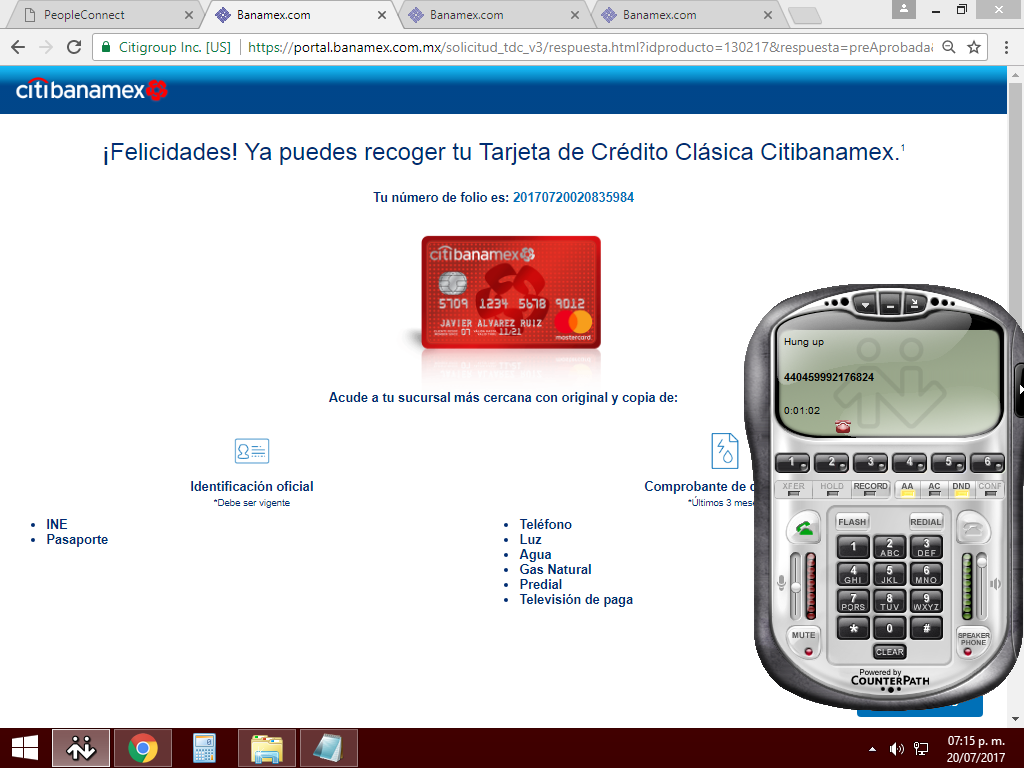 PeopleConnect
Banamex.com
Banamex.com
Banamex.com
Citigroup Inc. [US]
https://portal.banamex.com.mx/solicitud_tdc_v3/respuesta.html?idproducto=130217&respuesta=preAprobada&
citibanamex
¡Felicidades! Ya puedes recoger tu Tarjeta de Crédito Clásica Citibanamex.1
Tu número de folio es: 20170720020835984
citibanamex
5709 1234 5678 9012
JAVIER ALVAREZ RUIZ
07 11/21
mastercard
Acude a tu sucursal más cercana con original y copia de:
Identificación oficial
*Debe ser vigente
INE
Pasaporte
Comprobante de d
*Últimos 3 mese
Teléfono
Luz
Agua
Gas Natural
Predial
Televisión de paga
Hung up
440459992176824
0:01:02
1 2 3 4 5 6
XFER HOLD RECORD AA AC DND CONF
FLASH REDIAL
1 2 ABC 3 DEF
4 GHI 5 JKL 6 MNO
7 PQRS 8 TUV 9 WXYZ
* 0 #
MUTE
SPEAKER PHONE
CLEAR
Powered by
COUNTERPATH
07:15 p. m.
20/07/2017